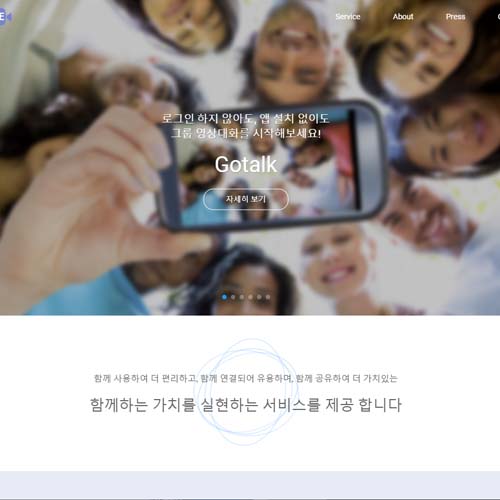 Service About Press
로그인 하지 않아도, 앱 설치 없이도
그룹 영상대화를 시작해보세요!
Gotalk
자세히 보기
함께 사용하여 더 편리하고, 함께 연결되어 유용하며, 함께 공유하여 더 가치있는
함께하는 가치를 실현하는 서비스를 제공 합니다